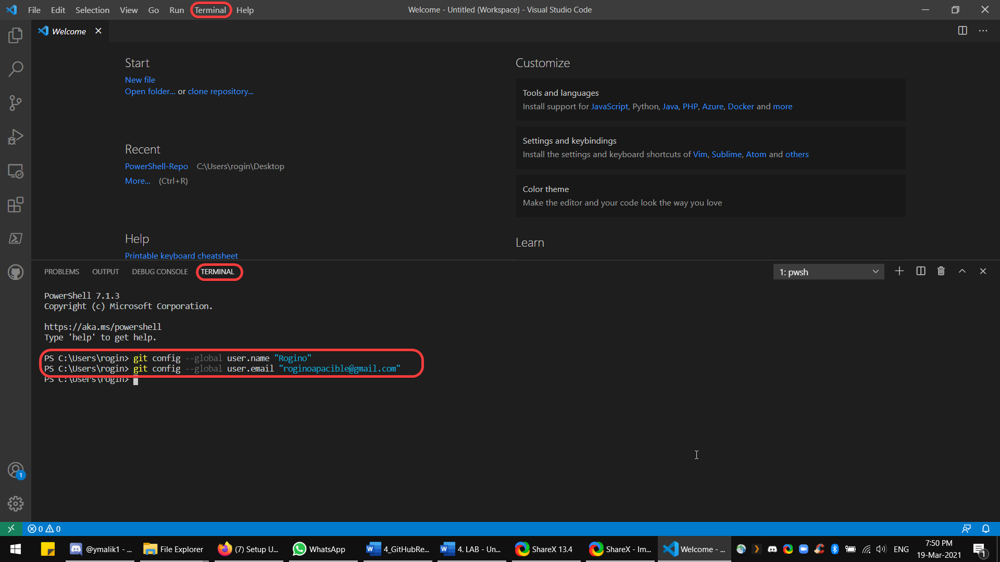 File Edit Selection View Go Run Terminal Help
Welcome - Untitled (Workspace) - Visual Studio Code
Welcome
Start
New file
Open folder... or clone repository...
Recent
PowerShell-Repo C:\Users\rogin\Desktop
More... (Ctrl+R)
Help
Printable keyboard cheatsheet
Customize
Tools and languages
Install support for JavaScript, Python, Java, PHP, Azure, Docker and more
Settings and keybindings
Install the settings and keyboard shortcuts of Vim, Sublime, Atom and others
Color theme
Make the editor and your code look the way you love
Learn
PROBLEMS OUTPUT DEBUG CONSOLE TERMINAL
1: pwsh
PowerShell 7.1.3
Copyright (c) Microsoft Corporation.
https://aka.ms/powershell
Type 'help' to get help.
PS C:\Users\rogin> git config --global user.name "Rogino"
PS C:\Users\rogin> git config --global user.email "roginoapacible@gmail.com"
PS C:\Users\rogin>
1
0 0
@ymalik1 - ... File Explorer (7) Setup U... WhatsApp 4_GitHubRe... 4. LAB - Un... ShareX 13.4 ShareX - Im... Welcome - ... ENG
7:50 PM
19-Mar-2021
1